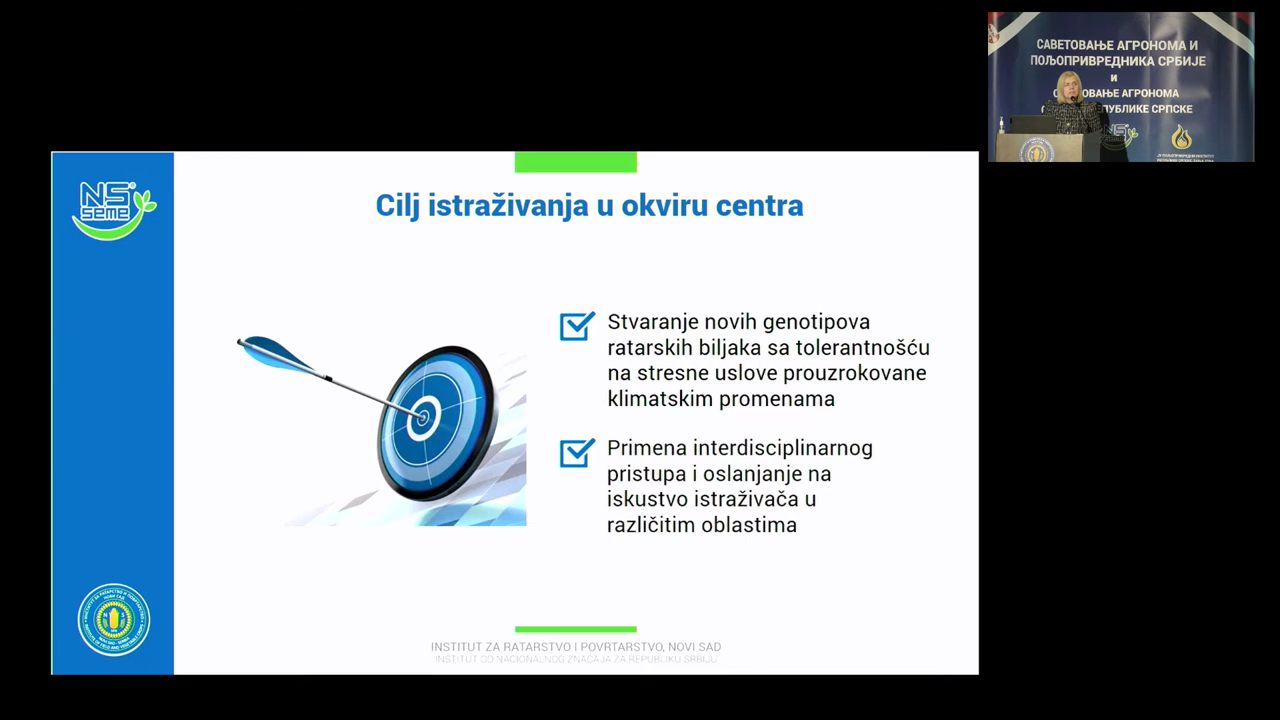 САВЕТОВАЊЕ АГРОНОМА И
ПОЉОПРИВРЕДНИКА СРБИЈЕ
И
АГРОНОМА
СРПСКЕ
NS
seme
Cilj istraživanja u okviru centra
Stvaranje novih genotipova
ratarskih biljaka sa tolerantnošću
na stresne uslove prouzrokovane
klimatskim promenama
Primena interdisciplinarnog
pristupa i oslanjanje na
iskustvo istraživača u
različitim oblastima
INSTITUT ZA RATARSTVO I POVRTARSTVO, NOVI SAD
INSTITUT OD NACIONALNOG ZNAČAJA ZA REPUBLIKU SRBIJU